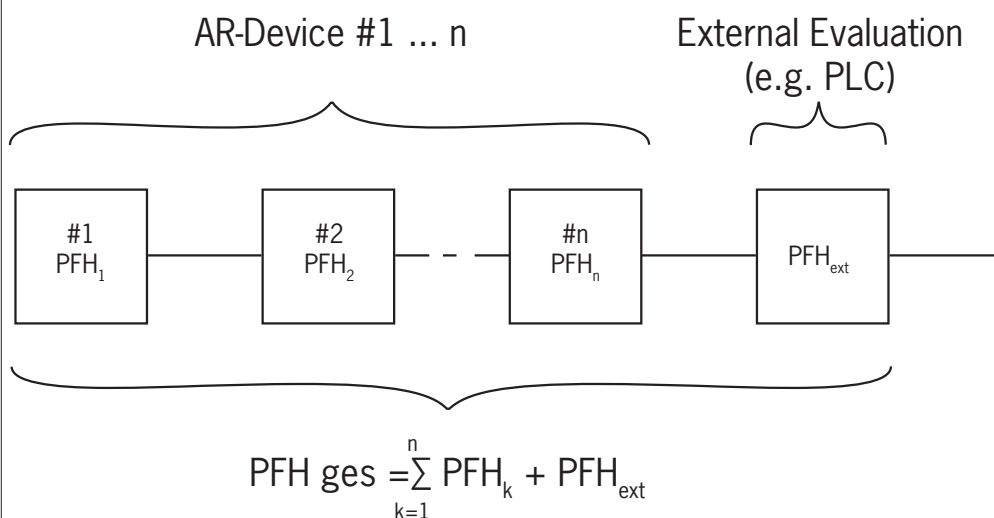 AR-Device #1 ... n
External Evaluation
(e.g. PLC)
#1
PFH₁
#2
PFH₂
#n
PFHₙ
PFHₑₓₜ
PFH ges = n∑k=1 PFHₖ + PFHₑₓₜ